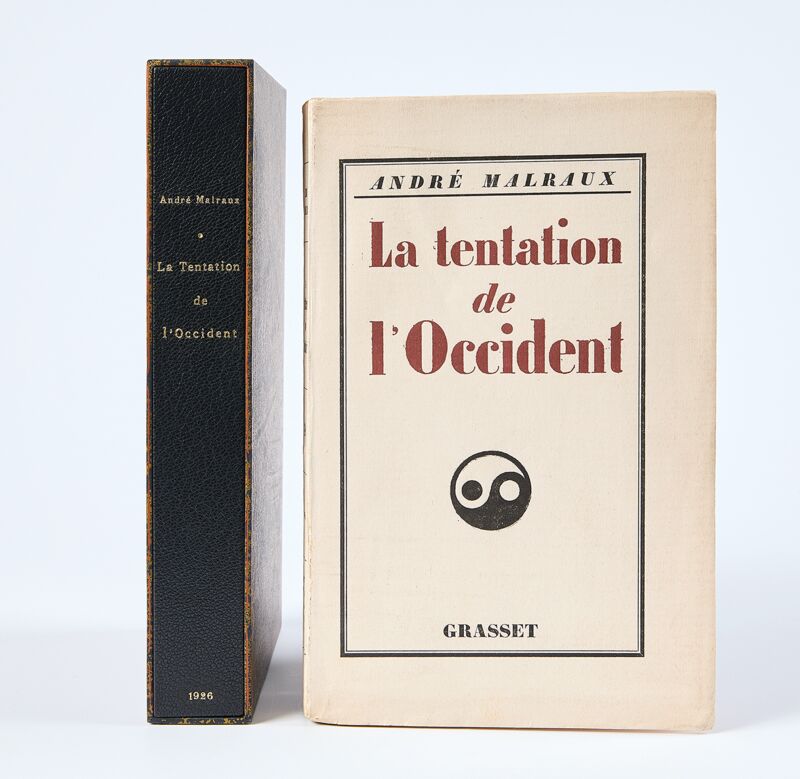 André Malraux
La Tentation
de
l'Occident
1926
ANDRÉ MALRAUX
La tentation
de
l'Occident
GRASSET